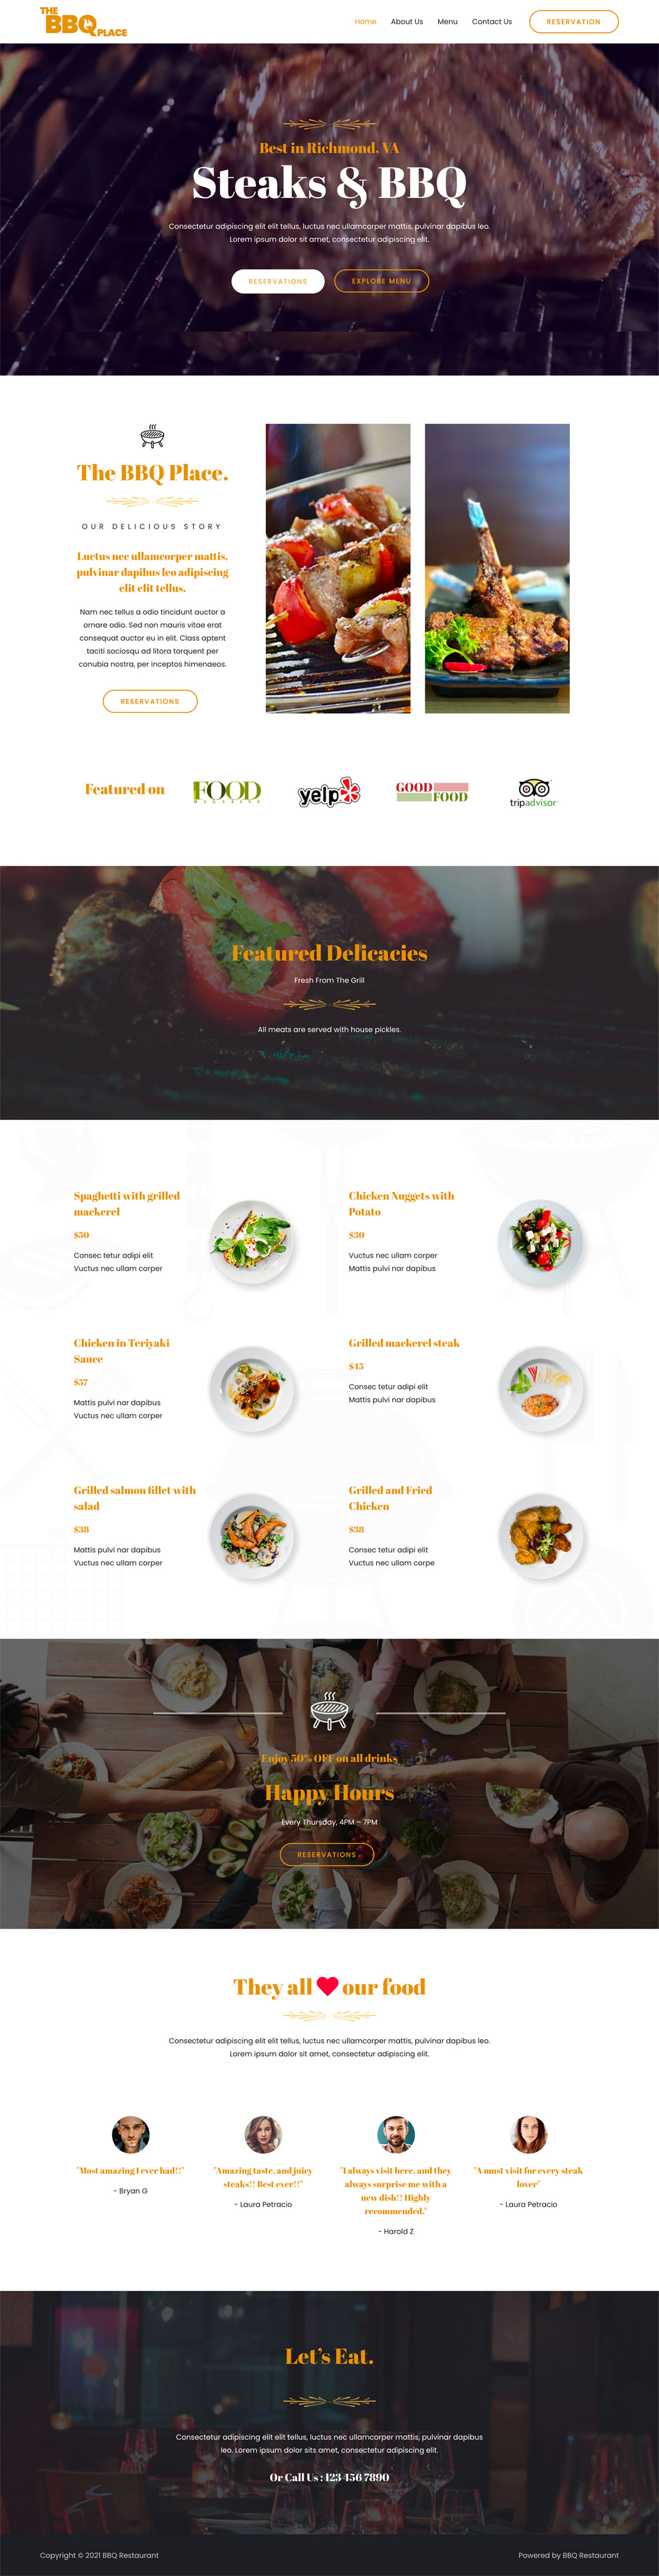 THE
BBQ PLACE
Home About Us Menu Contact Us RESERVATION
Best in Richmond, VA
Steaks & BBQ
Consectetur adipiscing elit elit tellus, luctus nec ullamcorper mattis, pulvinar dapibus leo.
Lorem ipsum dolor sit amet, consectetur adipiscing elit.
RESERVATIONS EXPLORE MENU
The BBQ Place.
OUR DELICIOUS STORY
Luctus nec ullamcorper mattis,
pulvinar dapibus leo adipiscing
elit elit tellus.
Nam nec tellus a odio tincidunt auctor a
ornare odio. Sed non mauris vitae erat
consequat auctor eu in elit. Class aptent
taciti sociosqu ad litora torquent per
conubia nostra, per inceptos himenaeos.
RESERVATIONS
Featured on
FOOD
MAGAZINE
yelp
GOOD
FOOD
tripadvisor
Featured Delicacies
Fresh From The Grill
All meats are served with house pickles.
Spaghetti with grilled
mackerel
$50
Consec tetur adipi elit
Vuctus nec ullam corper
Chicken Nuggets with
Potato
$30
Vuctus nec ullam corper
Mattis pulvi nar dapibus
Chicken in Teriyaki
Sauce
$57
Mattis pulvi nar dapibus
Vuctus nec ullam corper
Grilled mackerel steak
$45
Consec tetur adipi elit
Mattis pulvi nar dapibus
Grilled salmon fillet with
salad
$38
Mattis pulvi nar dapibus
Vuctus nec ullam corper
Grilled and Fried
Chicken
$38
Consec tetur adipi elit
Vuctus nec ullam corpe
Enjoy 50% OFF on all drinks
Happy Hours
Every Thursday, 4PM – 7PM
RESERVATIONS
They all our food
Consectetur adipiscing elit elit tellus, luctus nec ullamcorper mattis, pulvinar dapibus leo.
Lorem ipsum dolor sit amet, consectetur adipiscing elit.
"Most amazing I ever had!!"
- Bryan G
"Amazing taste, and juicy
steaks!! Best ever!!"
- Laura Petracio
"I always visit here, and they
always surprise me with a
new dish!! Highly
recommended."
- Harold Z
"A must visit for every steak
lover"
- Laura Petracio
Let's Eat.
Consectetur adipiscing elit elit tellus, luctus nec ullamcorper mattis, pulvinar dapibus
leo. Lorem ipsum dolor sits amet, consectetur adipiscing elit.
Or Call Us : 123 456 7890
Copyright © 2021 BBQ Restaurant
Powered by BBQ Restaurant